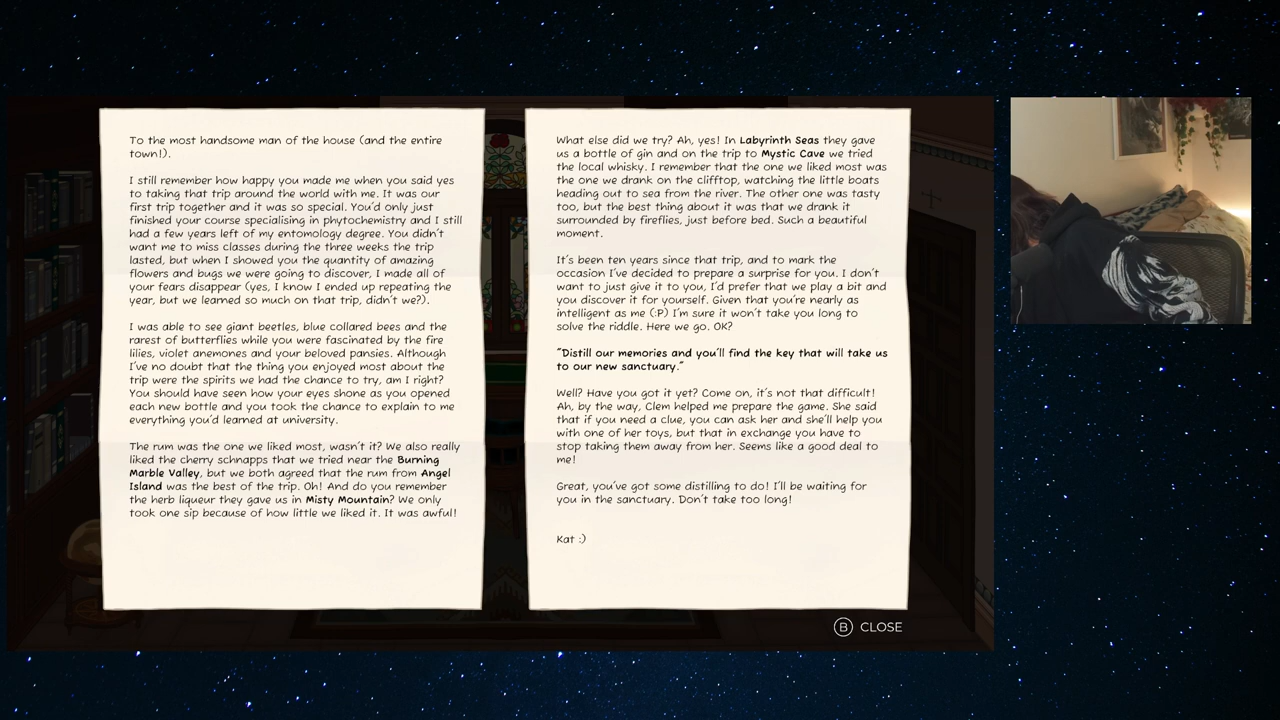 To the most handsome man of the house (and the entire
town!).
I still remember how happy you made me when you said yes
to taking that trip around the world with me. It was our
first trip together and it was so special. You'd only just
finished your course specialising in phytochemistry and I still
had a few years left of my entomology degree. You didn't
want me to miss classes during the three weeks the trip
lasted, but when I showed you the quantity of amazing
flowers and bugs we were going to discover, I made all of
your fears disappear (yes, I know I ended up repeating the
year, but we learned so much on that trip, didn't we?).
I was able to see giant beetles, blue collared bees and the
rarest of butterflies while you were fascinated by the fire
lilies, violet anemones and your beloved pansies. Although
I've no doubt that the thing you enjoyed most about the
trip were the spirits we had the chance to try, am I right?
You should have seen how your eyes shone as you opened
each new bottle and you took the chance to explain to me
everything you'd learned at university.
The rum was the one we liked most, wasn't it? We also really
liked the cherry schnapps that we tried near the Burning
Marble Valley, but we both agreed that the rum from Angel
Island was the best of the trip. Oh! And do you remember
the herb liqueur they gave us in Misty Mountain? We only
took one sip because of how little we liked it. It was awful!
What else did we try? Ah, yes! In Labyrinth Seas they gave
us a bottle of gin and on the trip to Mystic Cave we tried
the local whisky. I remember that the one we liked most was
the one we drank on the clifftop, watching the little boats
heading out to sea from the river. The other one was tasty
too, but the best thing about it was that we drank it
surrounded by fireflies, just before bed. Such a beautiful
moment.
It's been ten years since that trip, and to mark the
occasion I've decided to prepare a surprise for you. I don't
want to just give it to you, I'd prefer that we play a bit and
you discover it for yourself. Given that you're nearly as
intelligent as me (:P) I'm sure it won't take you long to
solve the riddle. Here we go. OK?
"Distill our memories and you'll find the key that will take us
to our new sanctuary."
Well? Have you got it yet? Come on, it's not that difficult!
Ah, by the way, Clem helped me prepare the game. She said
that if you need a clue, you can ask her and she'll help you
with one of her toys, but that in exchange you have to
stop taking them away from her. Seems like a good deal to
me!
Great, you've got some distilling to do! I'll be waiting for
you in the sanctuary. Don't take too long!
Kat :)
B CLOSE